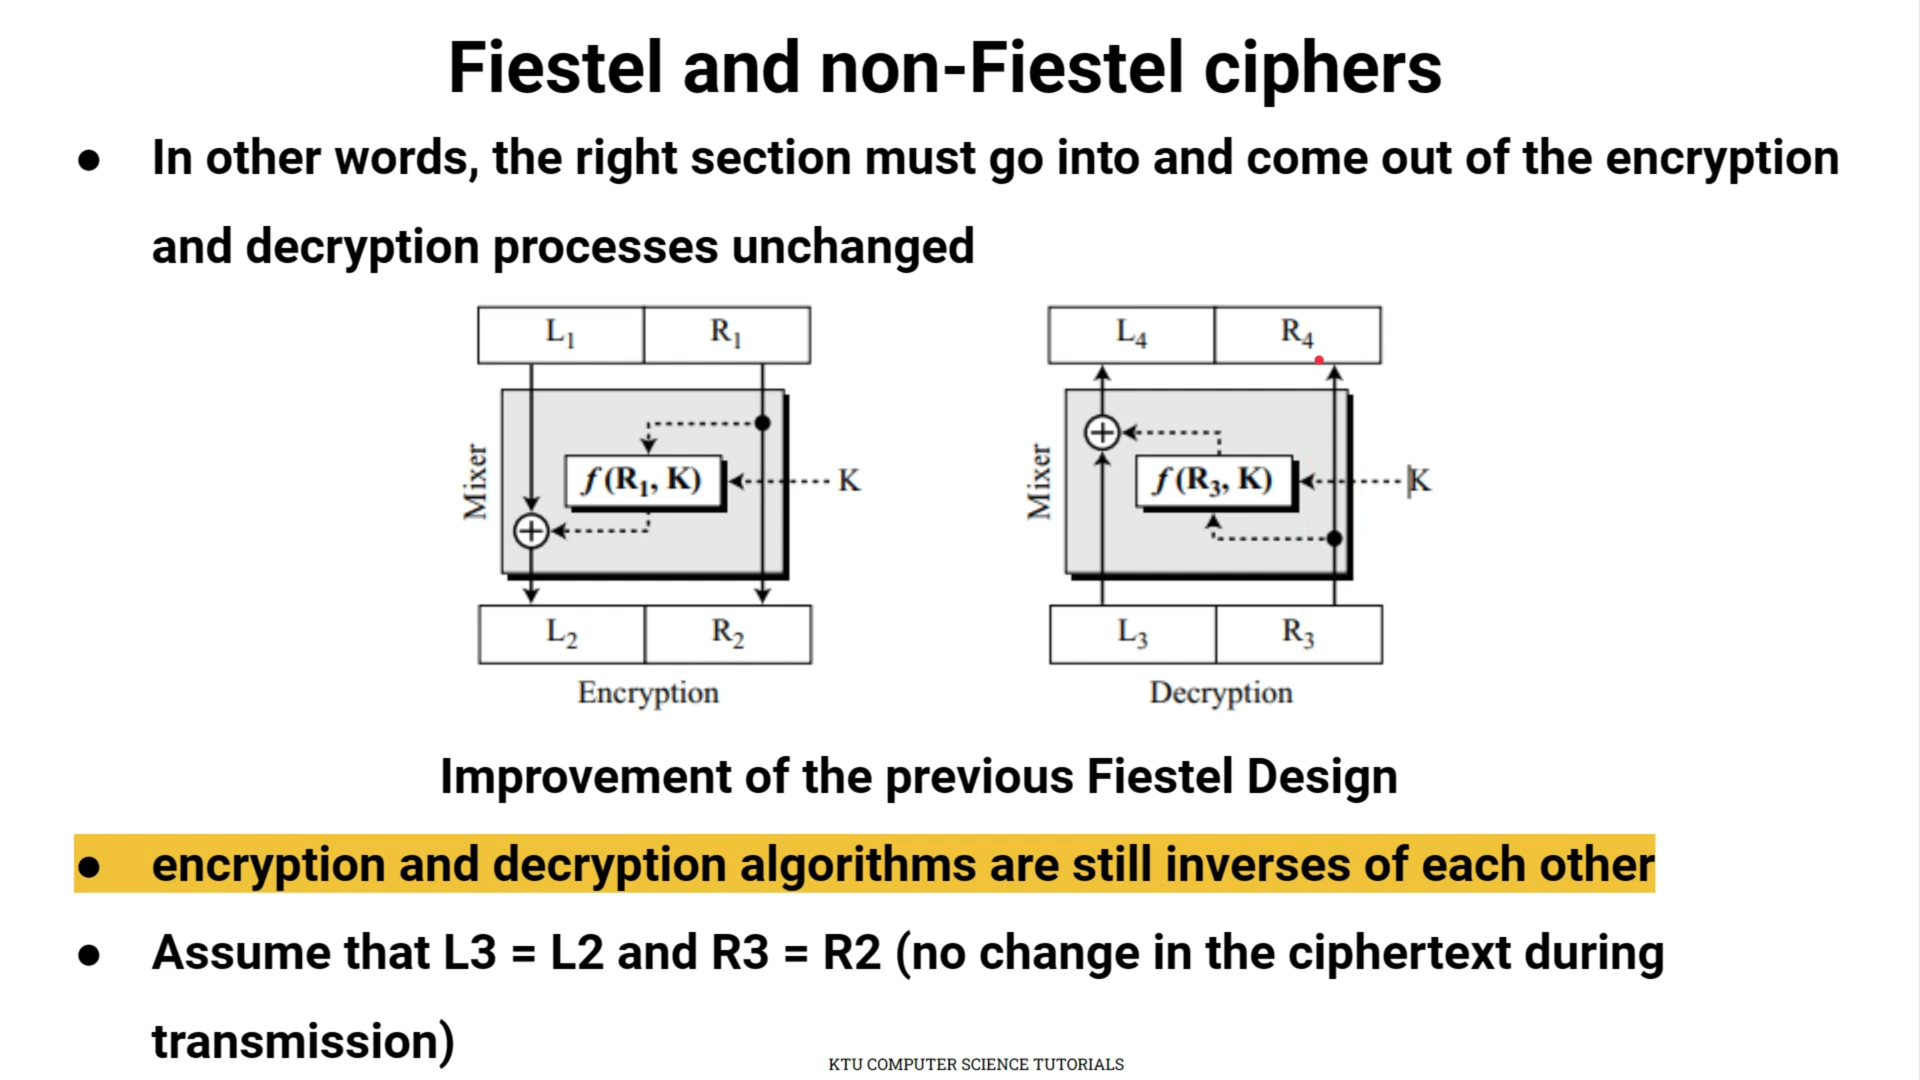 Fiestel and non-Fiestel ciphers
● In other words, the right section must go into and come out of the encryption
and decryption processes unchanged
L₁ R₁
Mixer
f (R₁, K)
K
L₂ R₂
Encryption
L₄ R₄
Mixer
f (R₃, K)
K
L₃ R₃
Decryption
Improvement of the previous Fiestel Design
● encryption and decryption algorithms are still inverses of each other
● Assume that L3 = L2 and R3 = R2 (no change in the ciphertext during
transmission)
KTU COMPUTER SCIENCE TUTORIALS